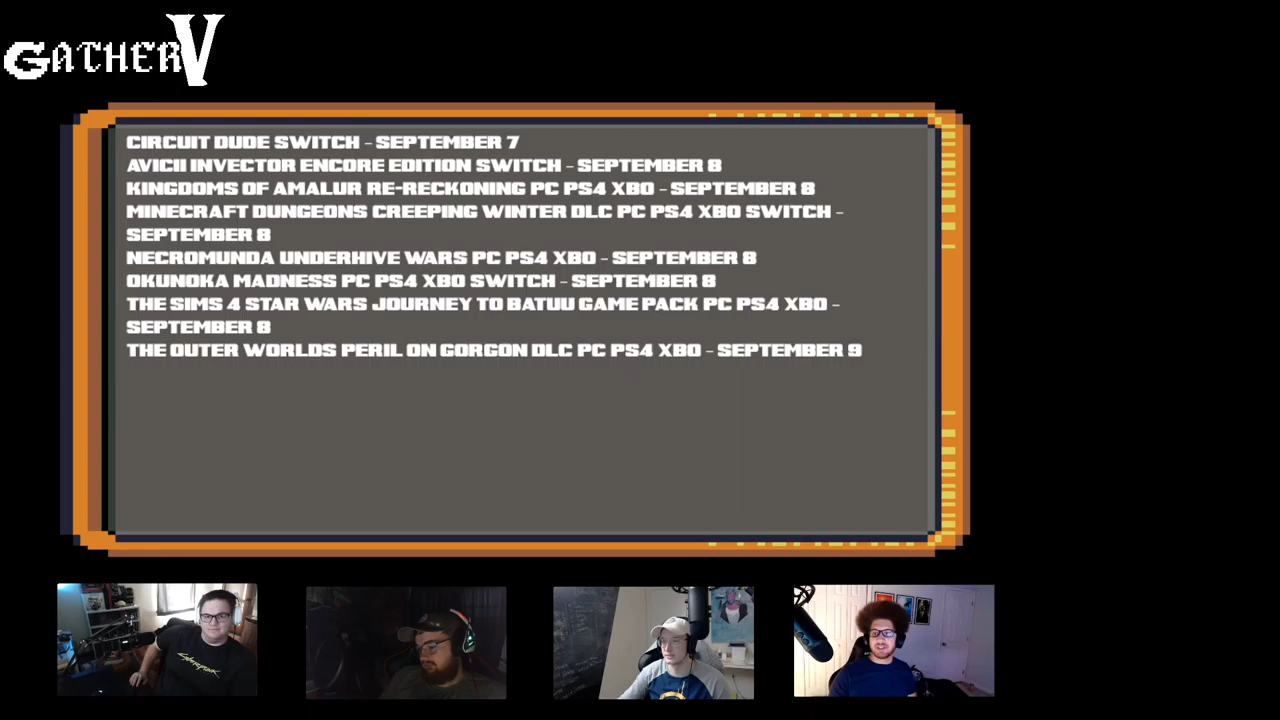 GATHERV
CIRCUIT DUDE SWITCH - SEPTEMBER 7
AVICII INVECTOR ENCORE EDITION SWITCH - SEPTEMBER 8
KINGDOMS OF AMALUR RE-RECKONING PC PS4 XBO - SEPTEMBER 8
MINECRAFT DUNGEONS CREEPING WINTER DLC PC PS4 XBO SWITCH -
SEPTEMBER 8
NECROMUNDA UNDERHIVE WARS PC PS4 XBO - SEPTEMBER 8
OKUNOKA MADNESS PC PS4 XBO SWITCH - SEPTEMBER 8
THE SIMS 4 STAR WARS JOURNEY TO BATUU GAME PACK PC PS4 XBO -
SEPTEMBER 8
THE OUTER WORLDS PERIL ON GORGON DLC PC PS4 XBO - SEPTEMBER 9